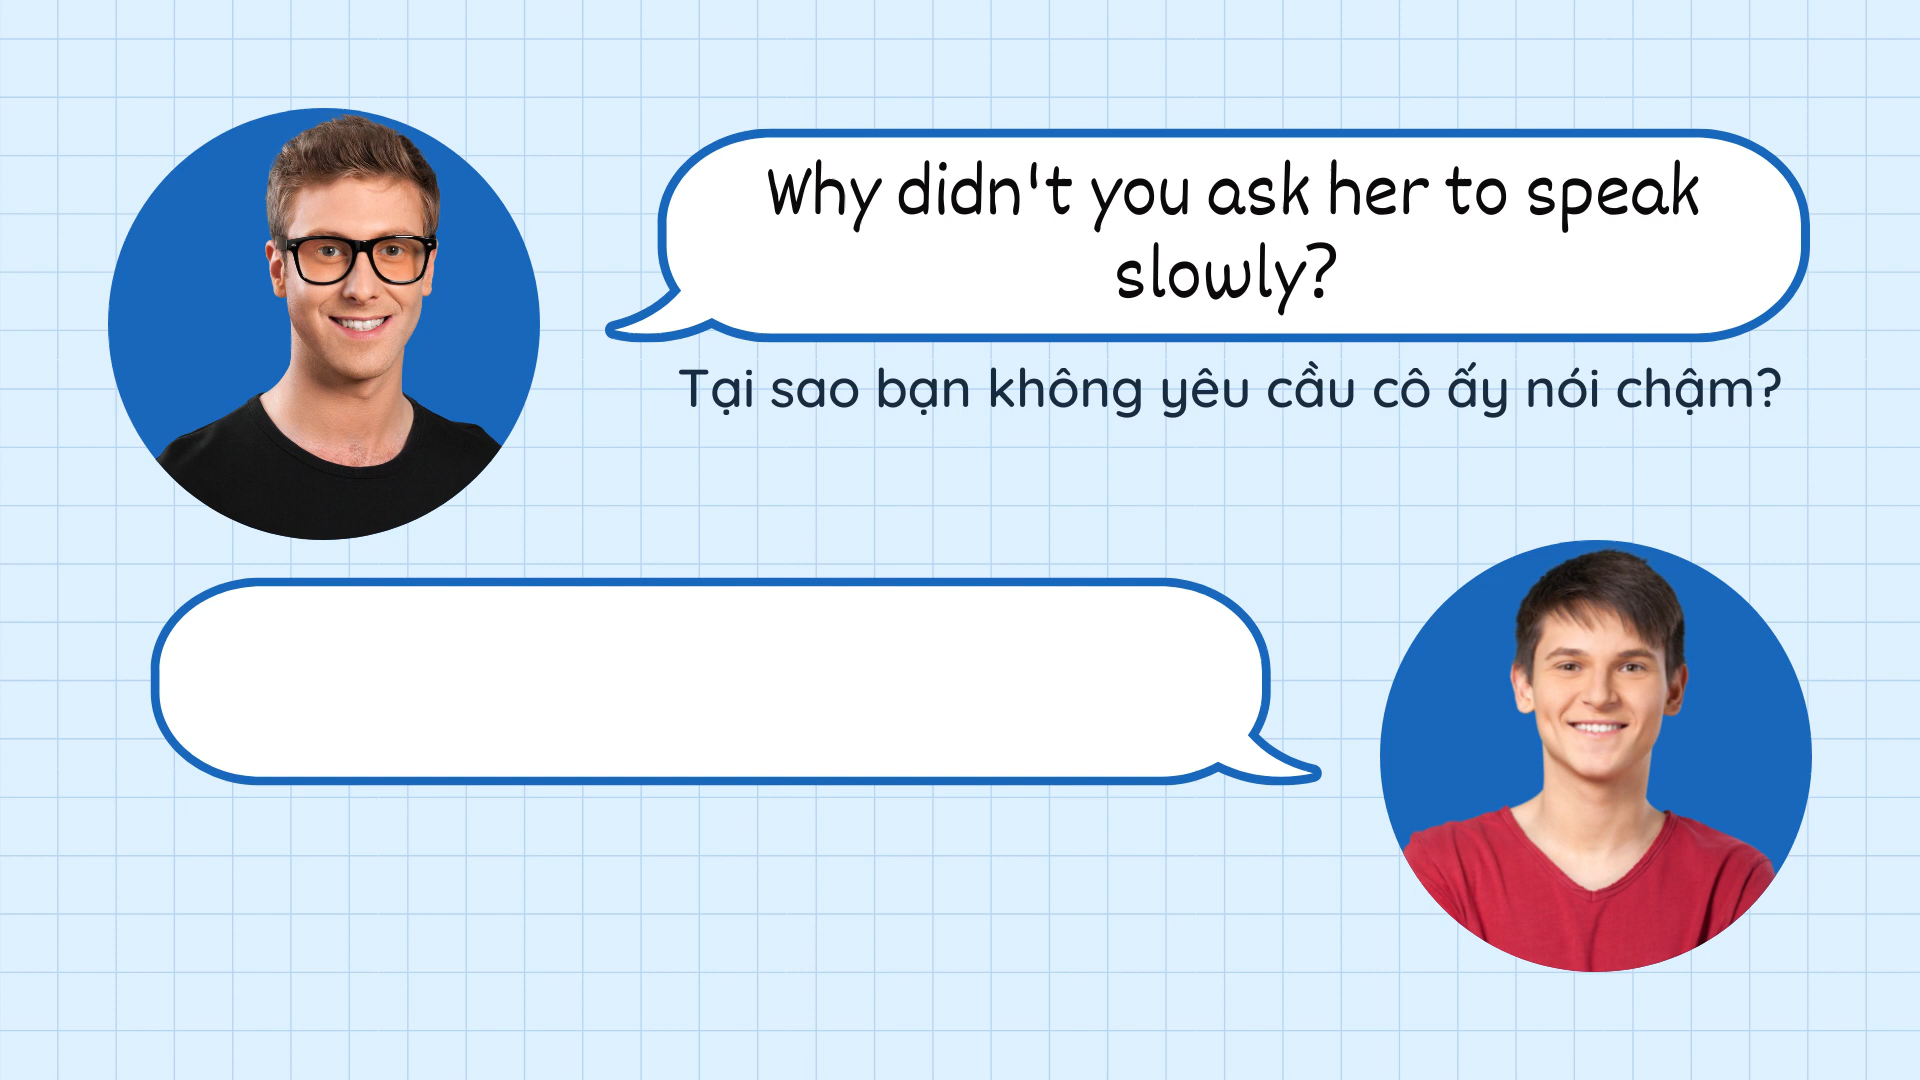 Why didn't you ask her to speak
slowly?
Tại sao bạn không yêu cầu cô ấy nói chậm?